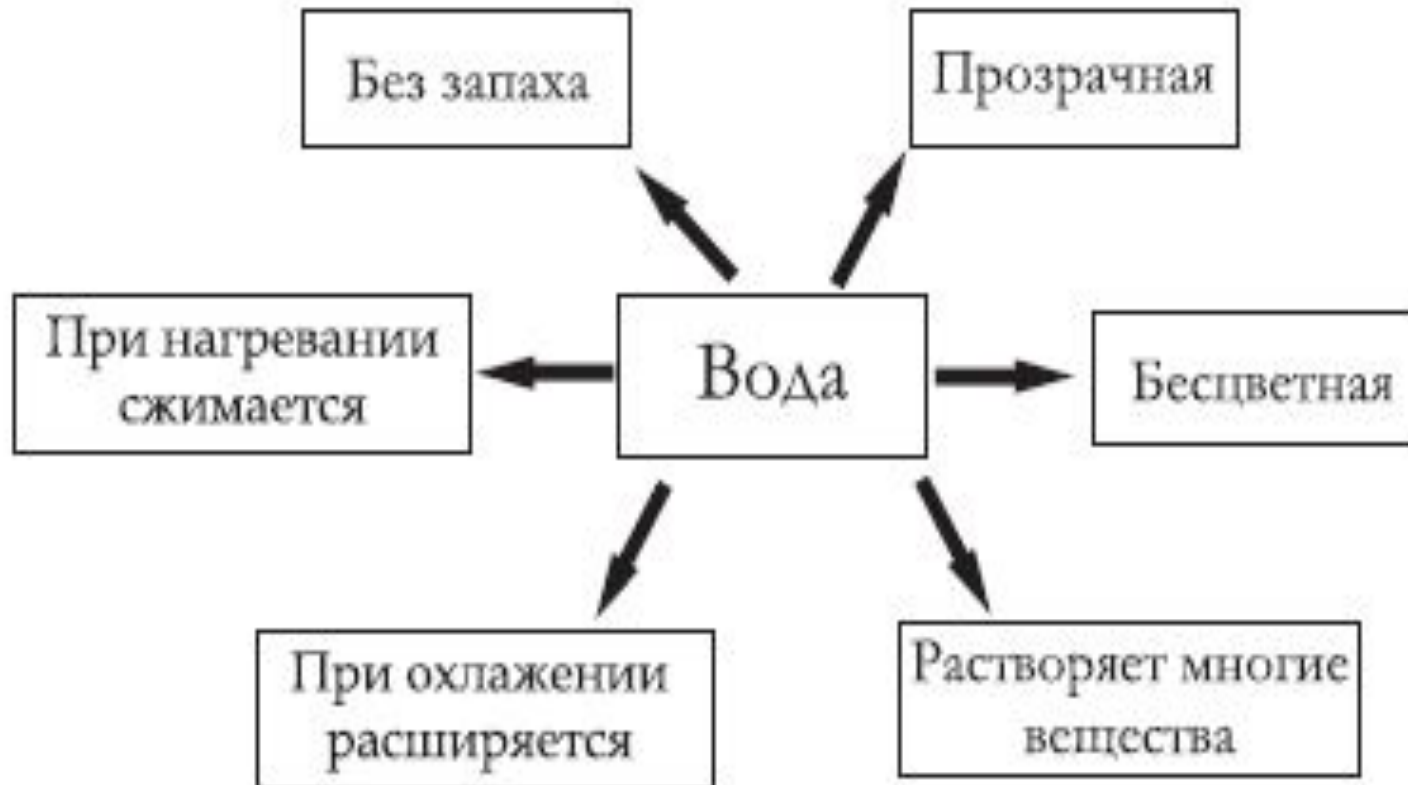 Без запаха
Прозрачная
При нагревании
сжимается
Вода
Бесцветная
При охлажении
расширяется
Растворяет многие
вещества